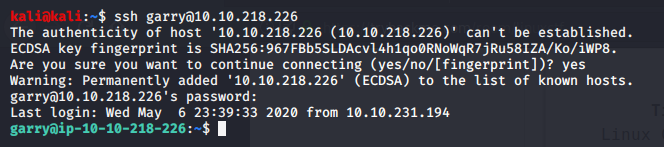 kali@kali:~$ ssh garry@10.10.218.226
The authenticity of host '10.10.218.226 (10.10.218.226)' can't be established.
ECDSA key fingerprint is SHA256:967FBb5SLDAcvl4h1qo0RNoWqR7jRu58IZA/Ko/iWP8.
Are you sure you want to continue connecting (yes/no/[fingerprint])? yes
Warning: Permanently added '10.10.218.226' (ECDSA) to the list of known hosts.
garry@10.10.218.226's password:
Last login: Wed May  6 23:39:33 2020 from 10.10.231.194
garry@ip-10-10-218-226:~$